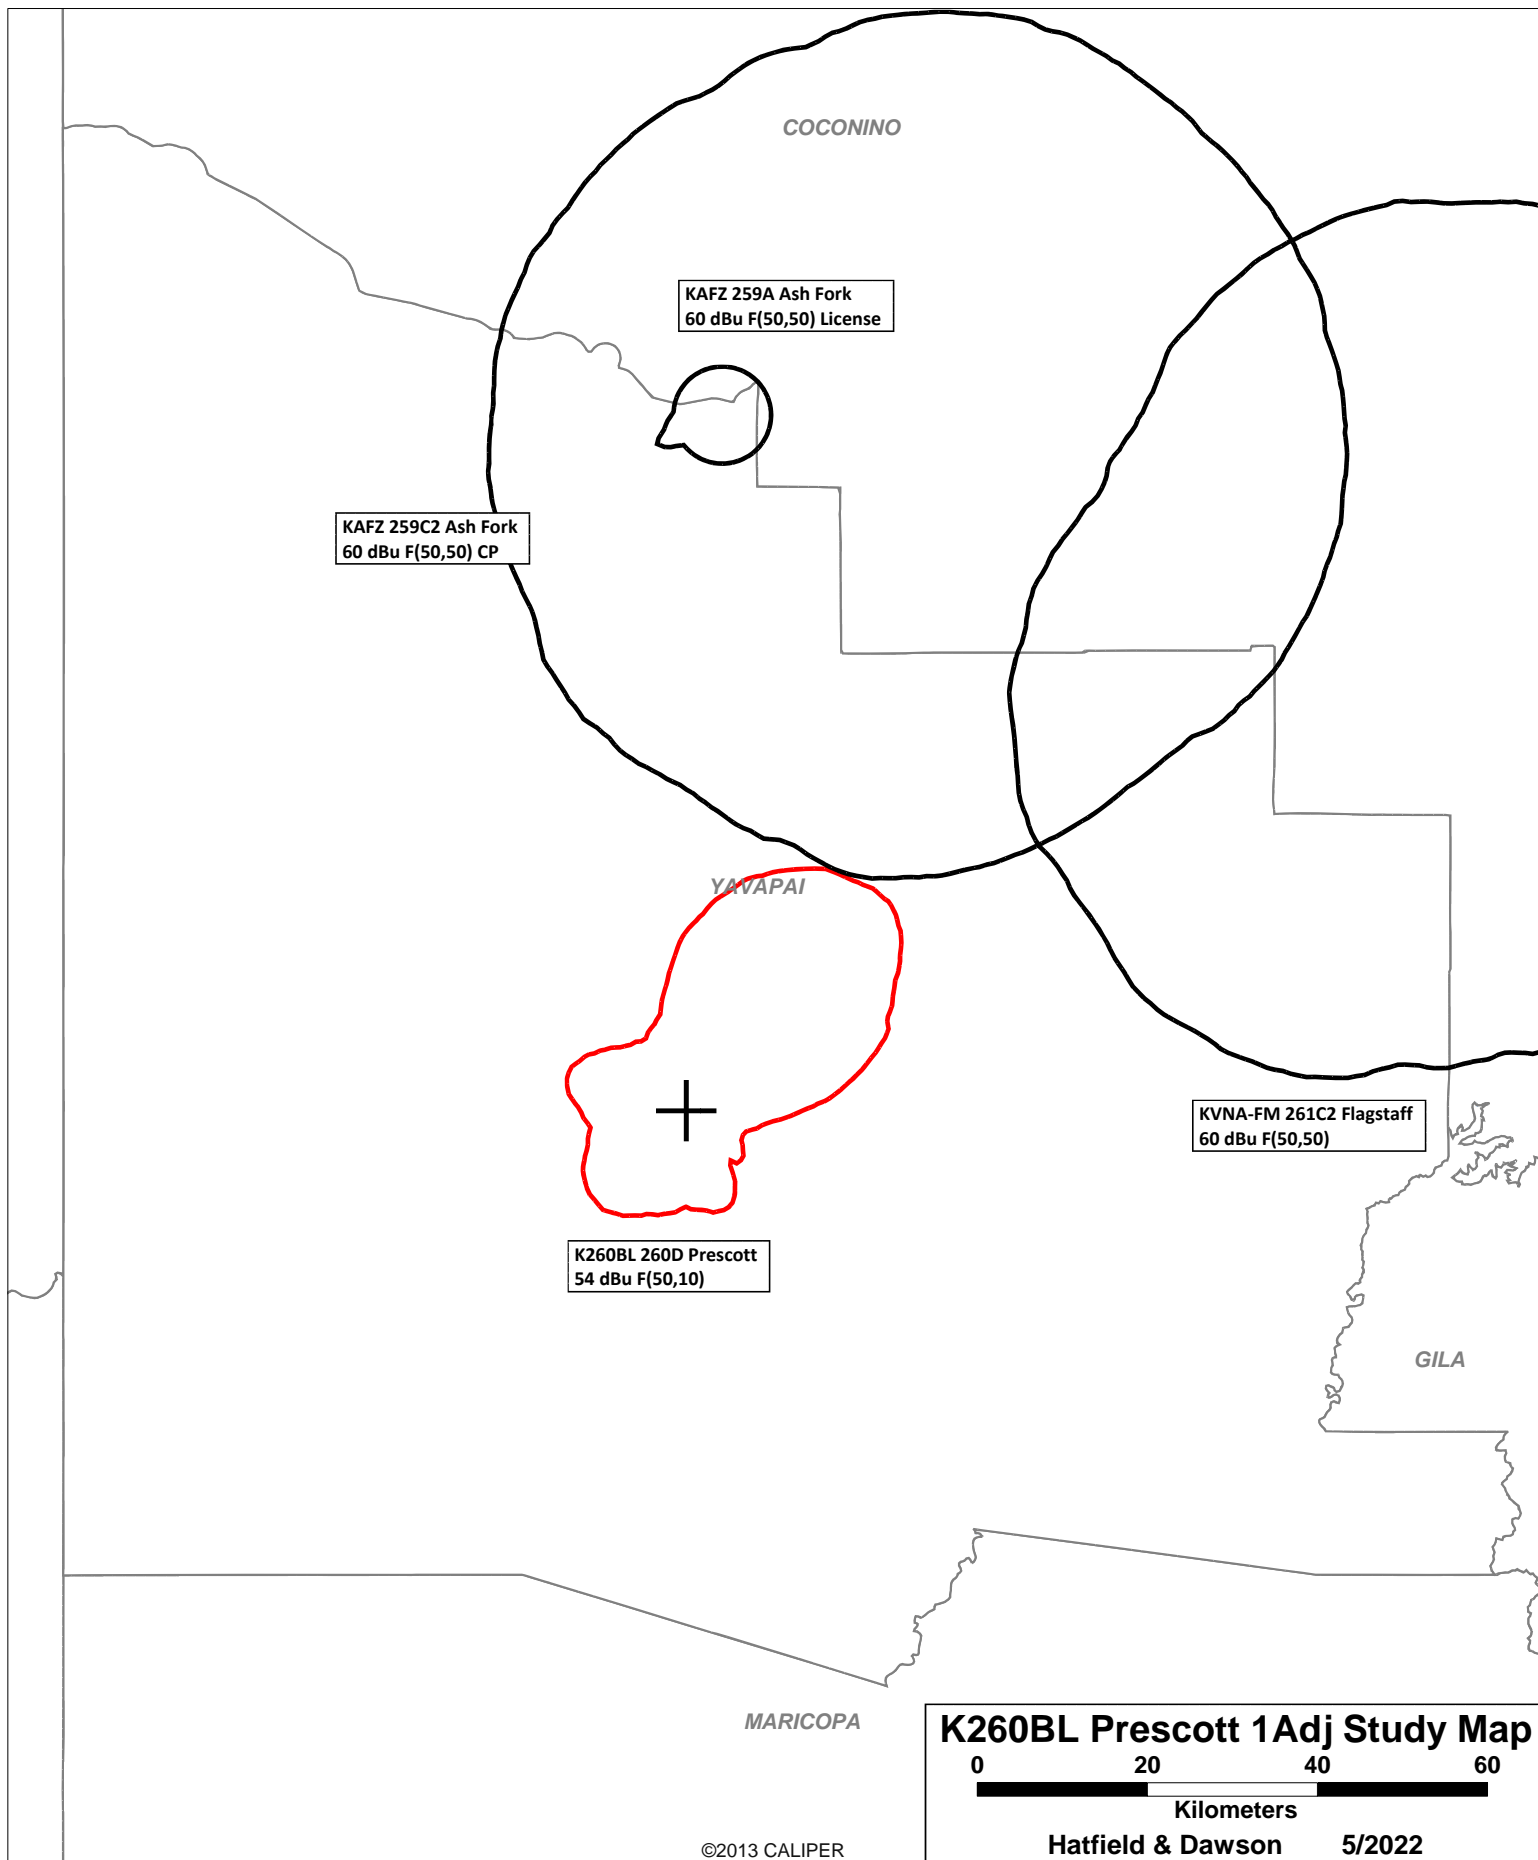 COCONINO
KAFZ 259A Ash Fork
60 dBu F(50,50) License
KAFZ 259C2 Ash Fork
60 dBu F(50,50) CP
YAVAPAI
KVNA-FM 261C2 Flagstaff
60 dBu F(50,50)
K260BL 260D Prescott
54 dBu F(50,10)
GILA
MARICOPA
K260BL Prescott 1Adj Study Map
0 20 40 60
Kilometers
Hatfield & Dawson 5/2022
©2013 CALIPER